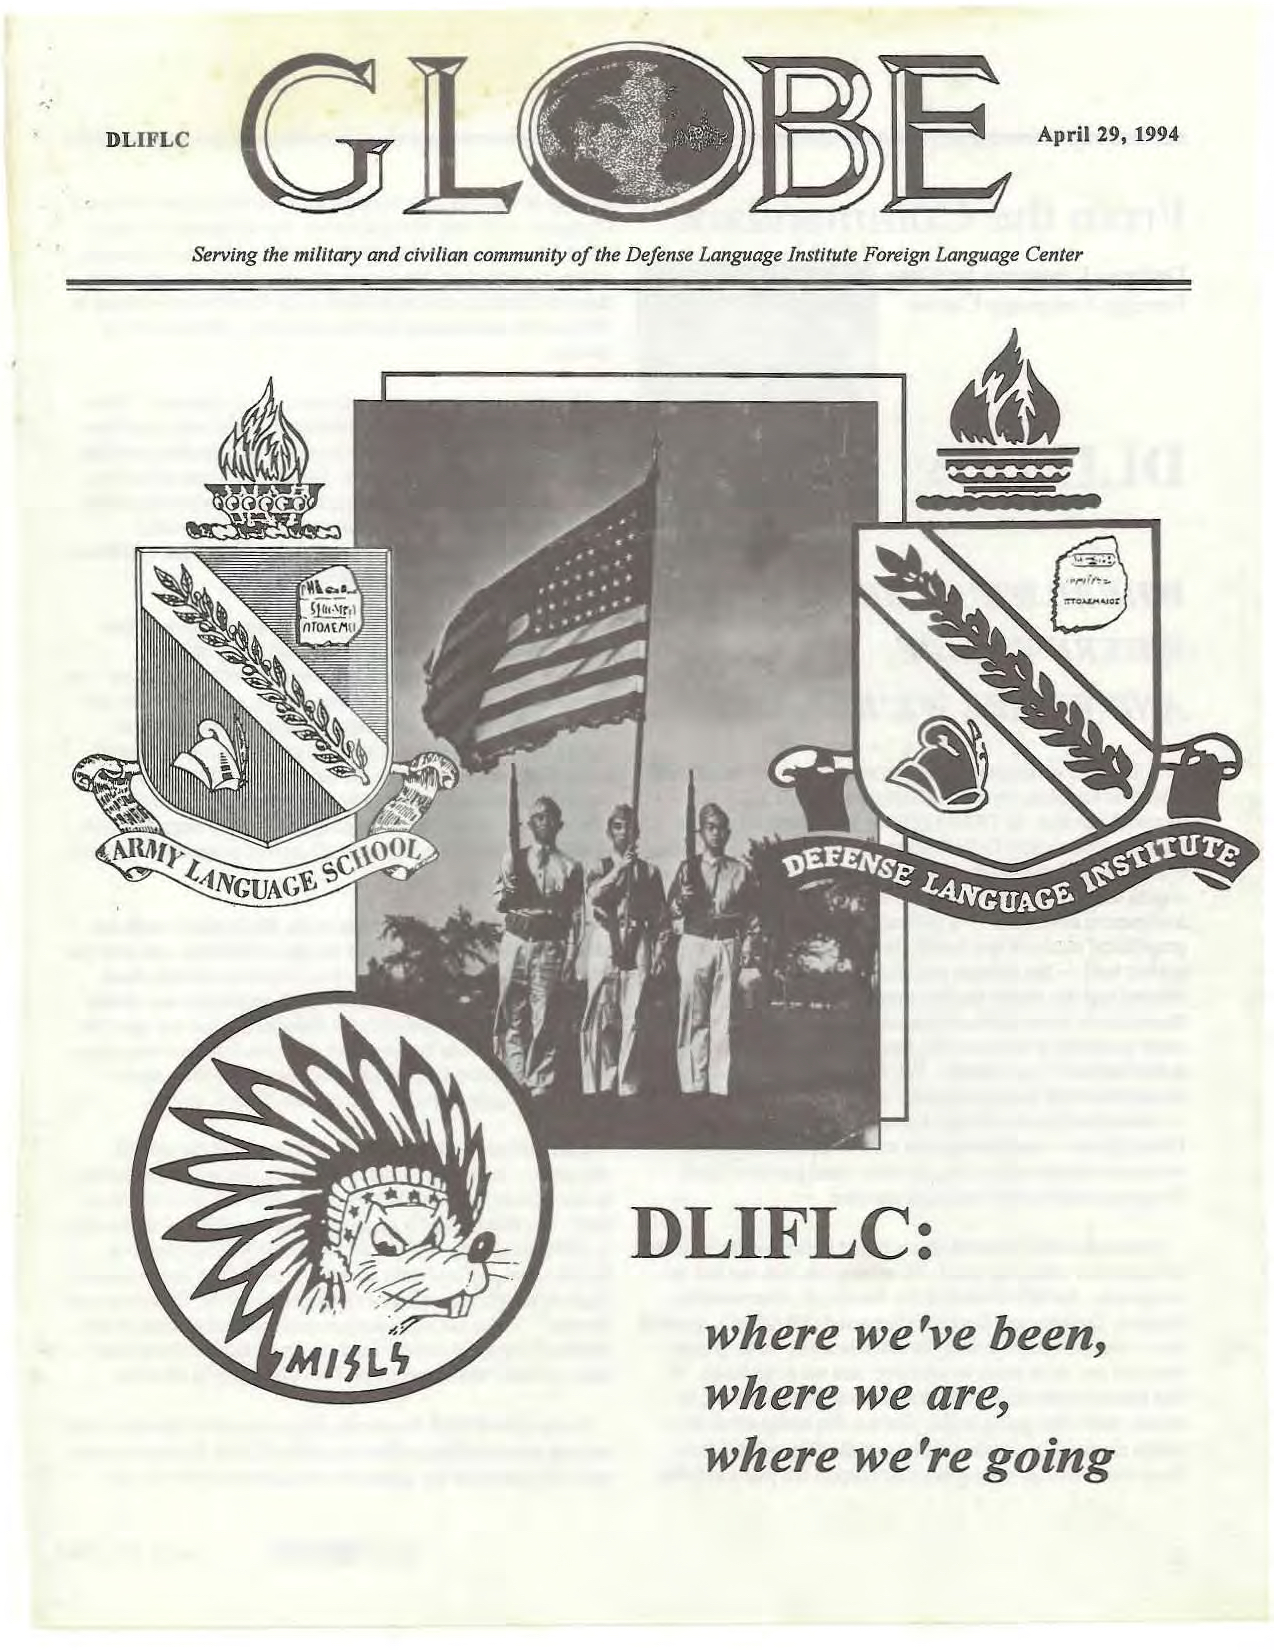 DLIFLC
GLOBE
April 29, 1994
Serving the military and civilian community of the Defense Language Institute Foreign Language Center
ΠΤΟΛΕΜΑΙΟΣ
ARMY LANGUAGE SCHOOL
DEFENSE LANGUAGE INSTITUTE
MISLS
DLIFLC:
where we've been,
where we are,
where we're going